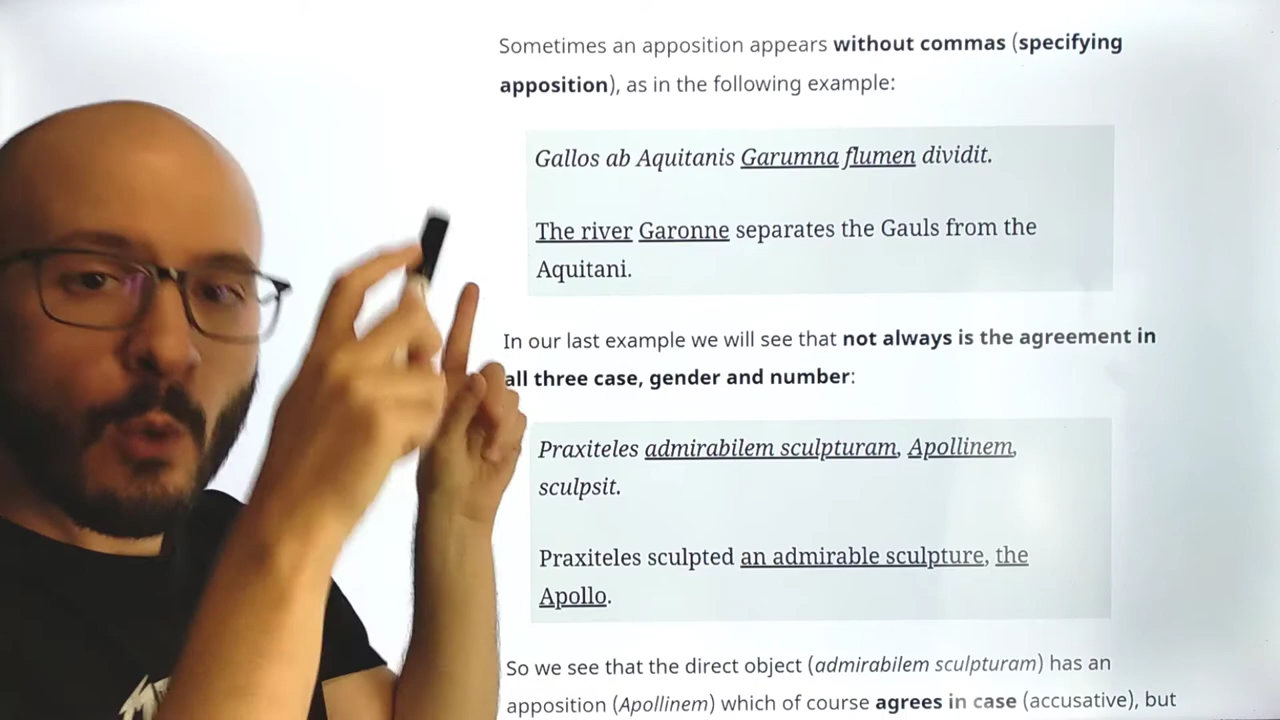 Sometimes an apposition appears without commas (specifying
apposition), as in the following example:
Gallos ab Aquitanis Garumna flumen dividit.
The river Garonne separates the Gauls from the
Aquitani.
In our last example we will see that not always is the agreement in
all three case, gender and number:
Praxiteles admirabilem sculpturam, Apollinem,
sculpsit.
Praxiteles sculpted an admirable sculpture, the
Apollo.
So we see that the direct object (admirabilem sculpturam) has an
apposition (Apollinem) which of course agrees in case (accusative), but